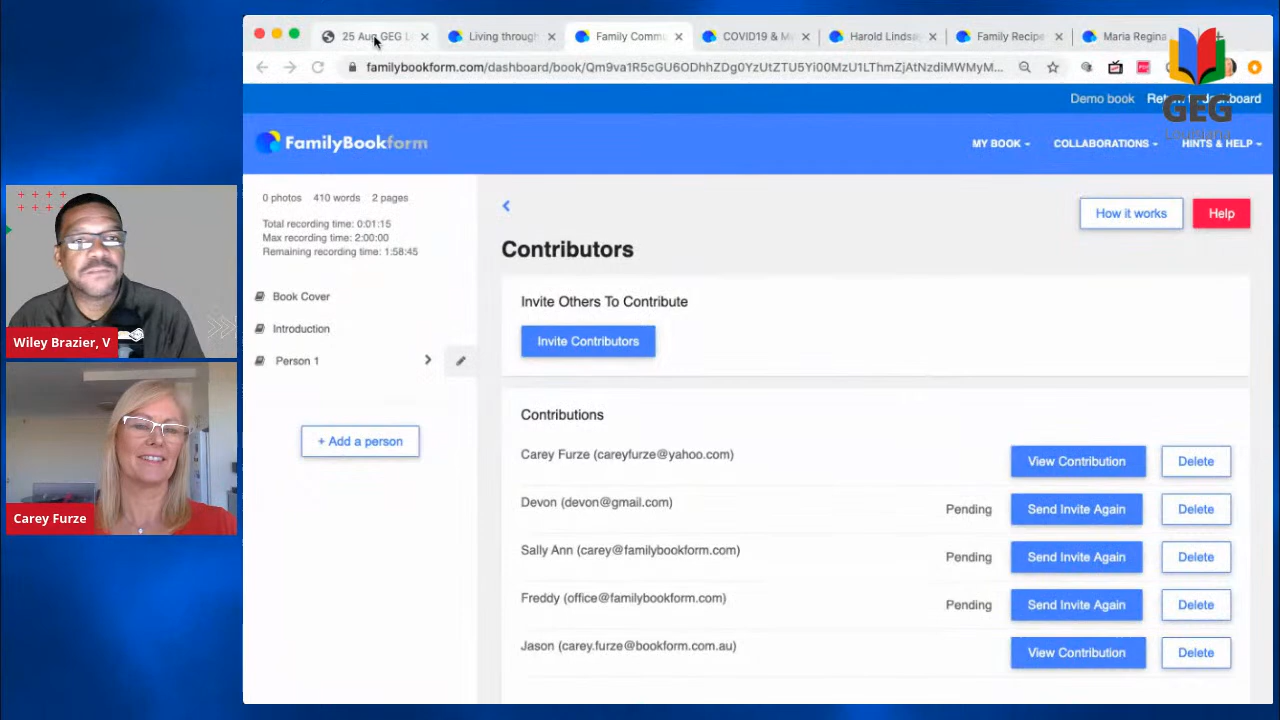 25 Aug GEG L
Living through
Family Commu
COVID19 & M
Harold Lindsa
Family Recipe
Maria Regina
familybookform.com/dashboard/book/Qm9va1R5cGU6ODhhZDg0YzUtZTU5Yi00MzU1LThmZjAtNzdiMWMyM...
GEG
Louisiana
Demo book
Return to dashboard
FamilyBookform
MY BOOK
COLLABORATIONS
HINTS & HELP
0 photos 410 words 2 pages
Total recording time: 0:01:15
Max recording time: 2:00:00
Remaining recording time: 1:58:45
Book Cover
Introduction
Person 1
+ Add a person
How it works
Help
Contributors
Invite Others To Contribute
Invite Contributors
Contributions
Carey Furze (careyfurze@yahoo.com) View Contribution Delete
Devon (devon@gmail.com) Pending Send Invite Again Delete
Sally Ann (carey@familybookform.com) Pending Send Invite Again Delete
Freddy (office@familybookform.com) Pending Send Invite Again Delete
Jason (carey.furze@bookform.com.au) View Contribution Delete
Wiley Brazier, V
Carey Furze